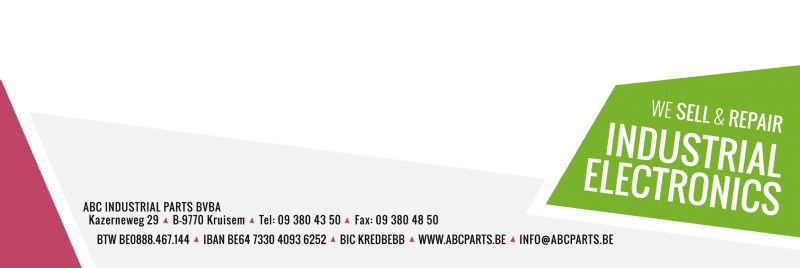 WE SELL & REPAIR
INDUSTRIAL
ELECTRONICS
ABC INDUSTRIAL PARTS BVBA
Kazerneweg 29 ▲ B-9770 Kruisem ▲ Tel: 09 380 43 50 ▲ Fax: 09 380 48 50
BTW BE0888.467.144 ▲ IBAN BE64 7330 4093 6252 ▲ BIC KREDBEBB ▲ WWW.ABCPARTS.BE ▲ INFO@ABCPARTS.BE